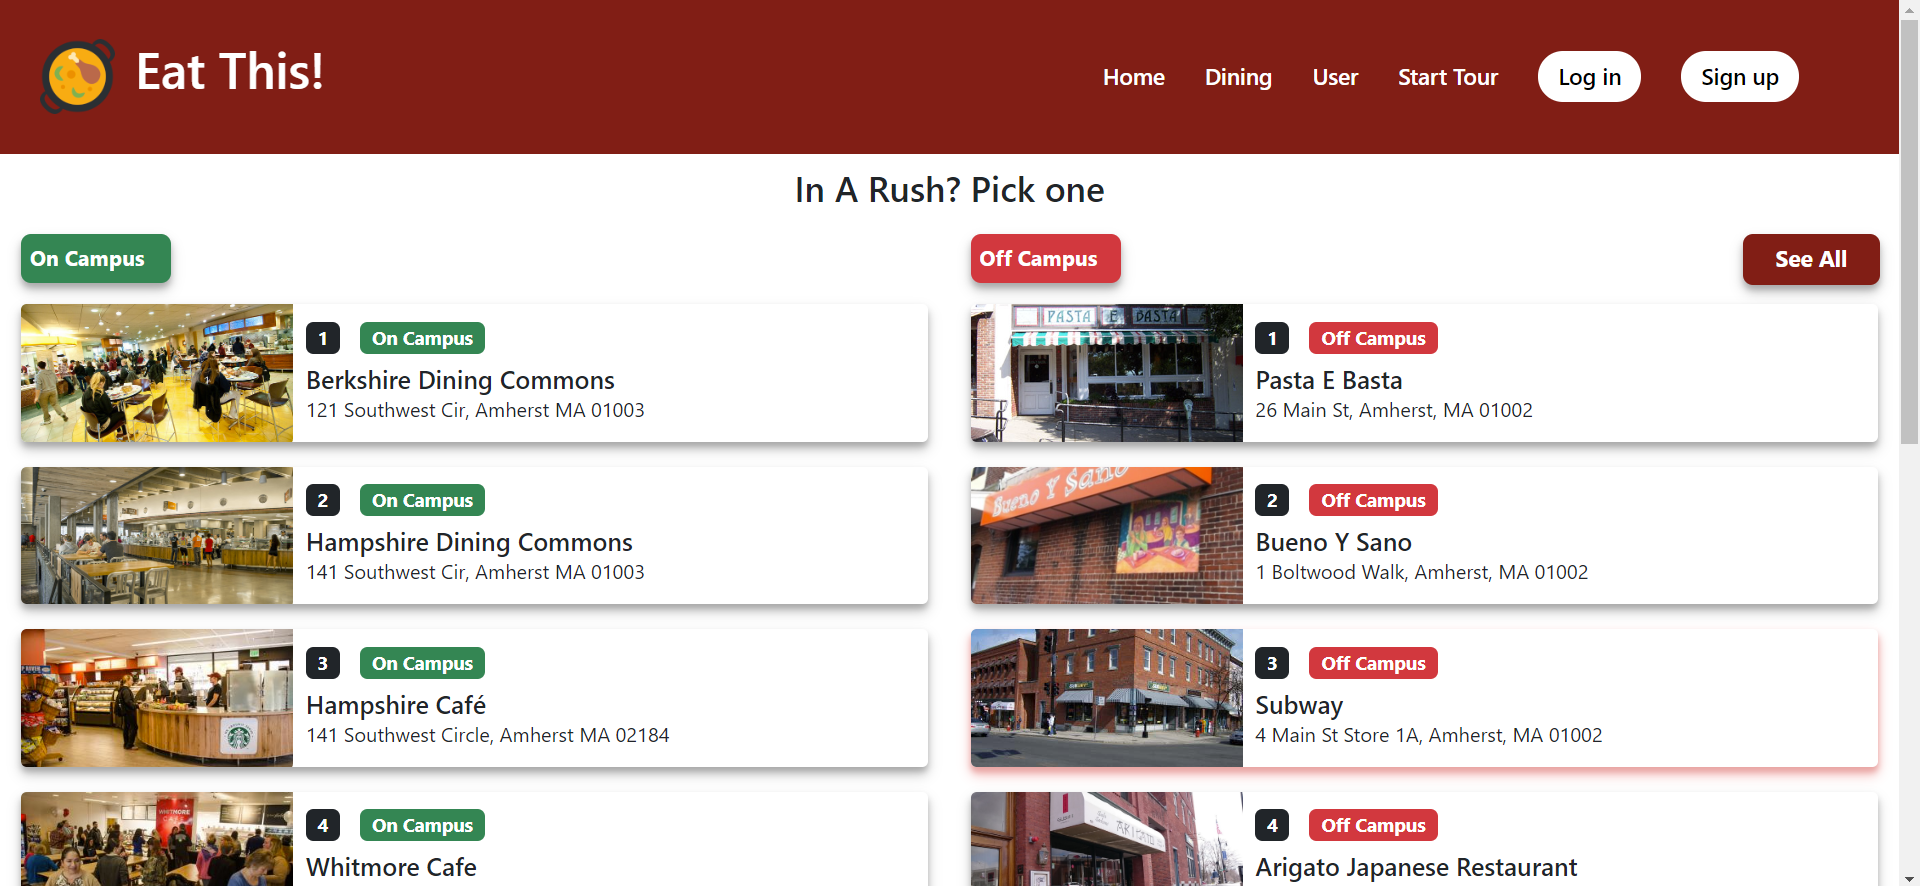 Eat This!
Home Dining User Start Tour Log in Sign up
In A Rush? Pick one
On Campus
Off Campus
See All
1 On Campus
Berkshire Dining Commons
121 Southwest Cir, Amherst MA 01003
2 On Campus
Hampshire Dining Commons
141 Southwest Cir, Amherst MA 01003
3 On Campus
Hampshire Café
141 Southwest Circle, Amherst MA 02184
WHITMORE
4 On Campus
Whitmore Cafe
PASTA E BASTA
1 Off Campus
Pasta E Basta
26 Main St, Amherst, MA 01002
Bueno Y Sano
2 Off Campus
Bueno Y Sano
1 Boltwood Walk, Amherst, MA 01002
3 Off Campus
Subway
4 Main St Store 1A, Amherst, MA 01002
ARIGATO
4 Off Campus
Arigato Japanese Restaurant